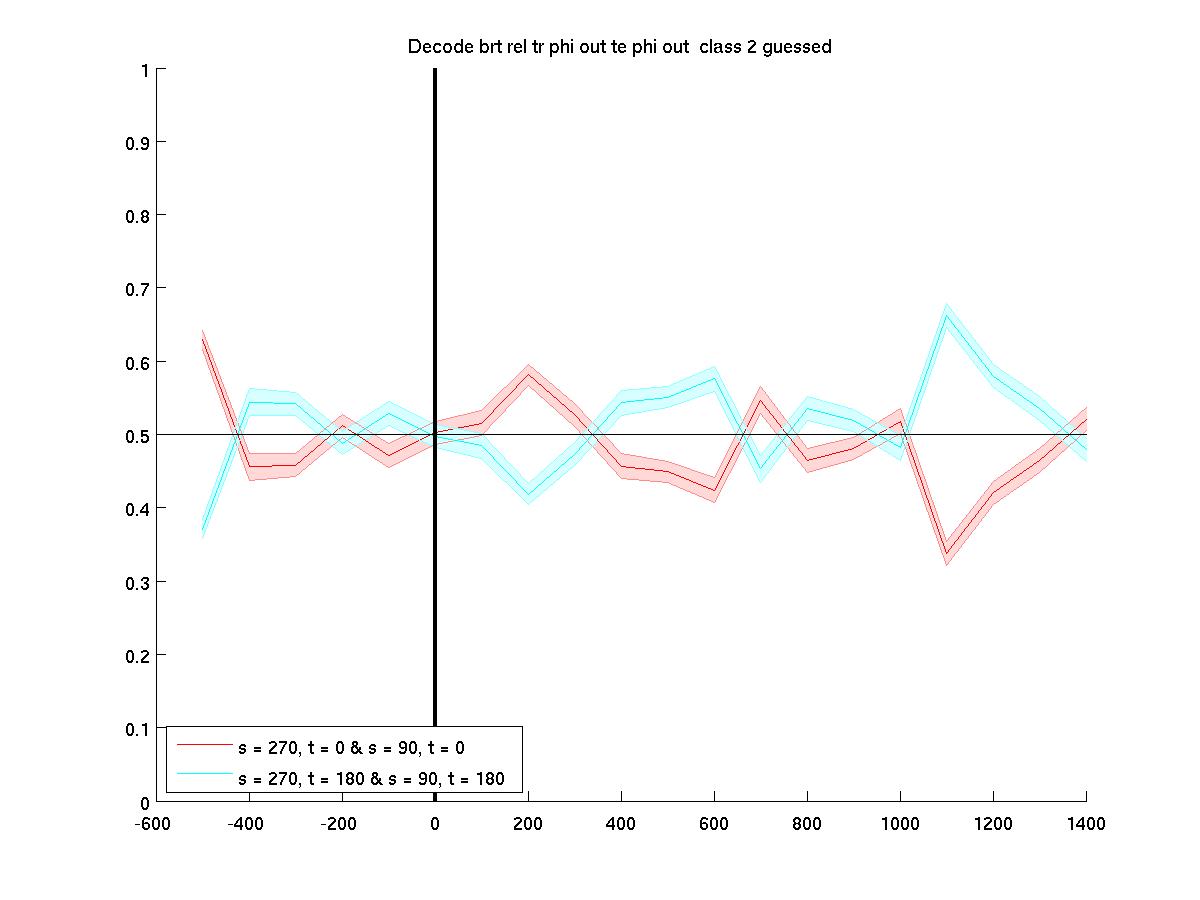 Decode brt rel tr phi out te phi out  class 2 guessed
1
0.9
0.8
0.7
0.6
0.5
0.4
0.3
0.2
0.1
0
s = 270, t = 0 & s = 90, t = 0
s = 270, t = 180 & s = 90, t = 180
-600 -400 -200 0 200 400 600 800 1000 1200 1400